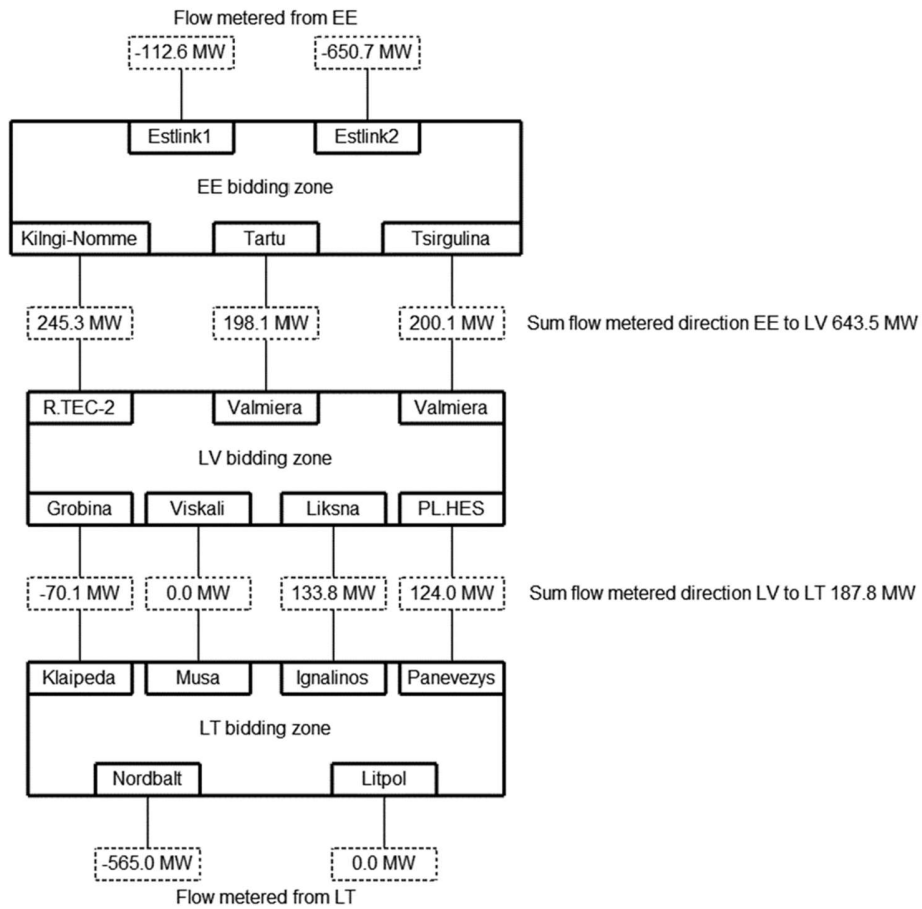 Flow metered from EE
-112.6 MW
-650.7 MW
Estlink1
Estlink2
EE bidding zone
Kilngi-Nomme
Tartu
Tsirgulina
245.3 MW
198.1 MW
200.1 MW
Sum flow metered direction EE to LV 643.5 MW
R.TEC-2
Valmiera
Valmiera
LV bidding zone
Grobina
Viskali
Liksna
PL.HES
-70.1 MW
0.0 MW
133.8 MW
124.0 MW
Sum flow metered direction LV to LT 187.8 MW
Klaipeda
Musa
Ignalinos
Panevezys
LT bidding zone
Nordbalt
Litpol
-565.0 MW
0.0 MW
Flow metered from LT